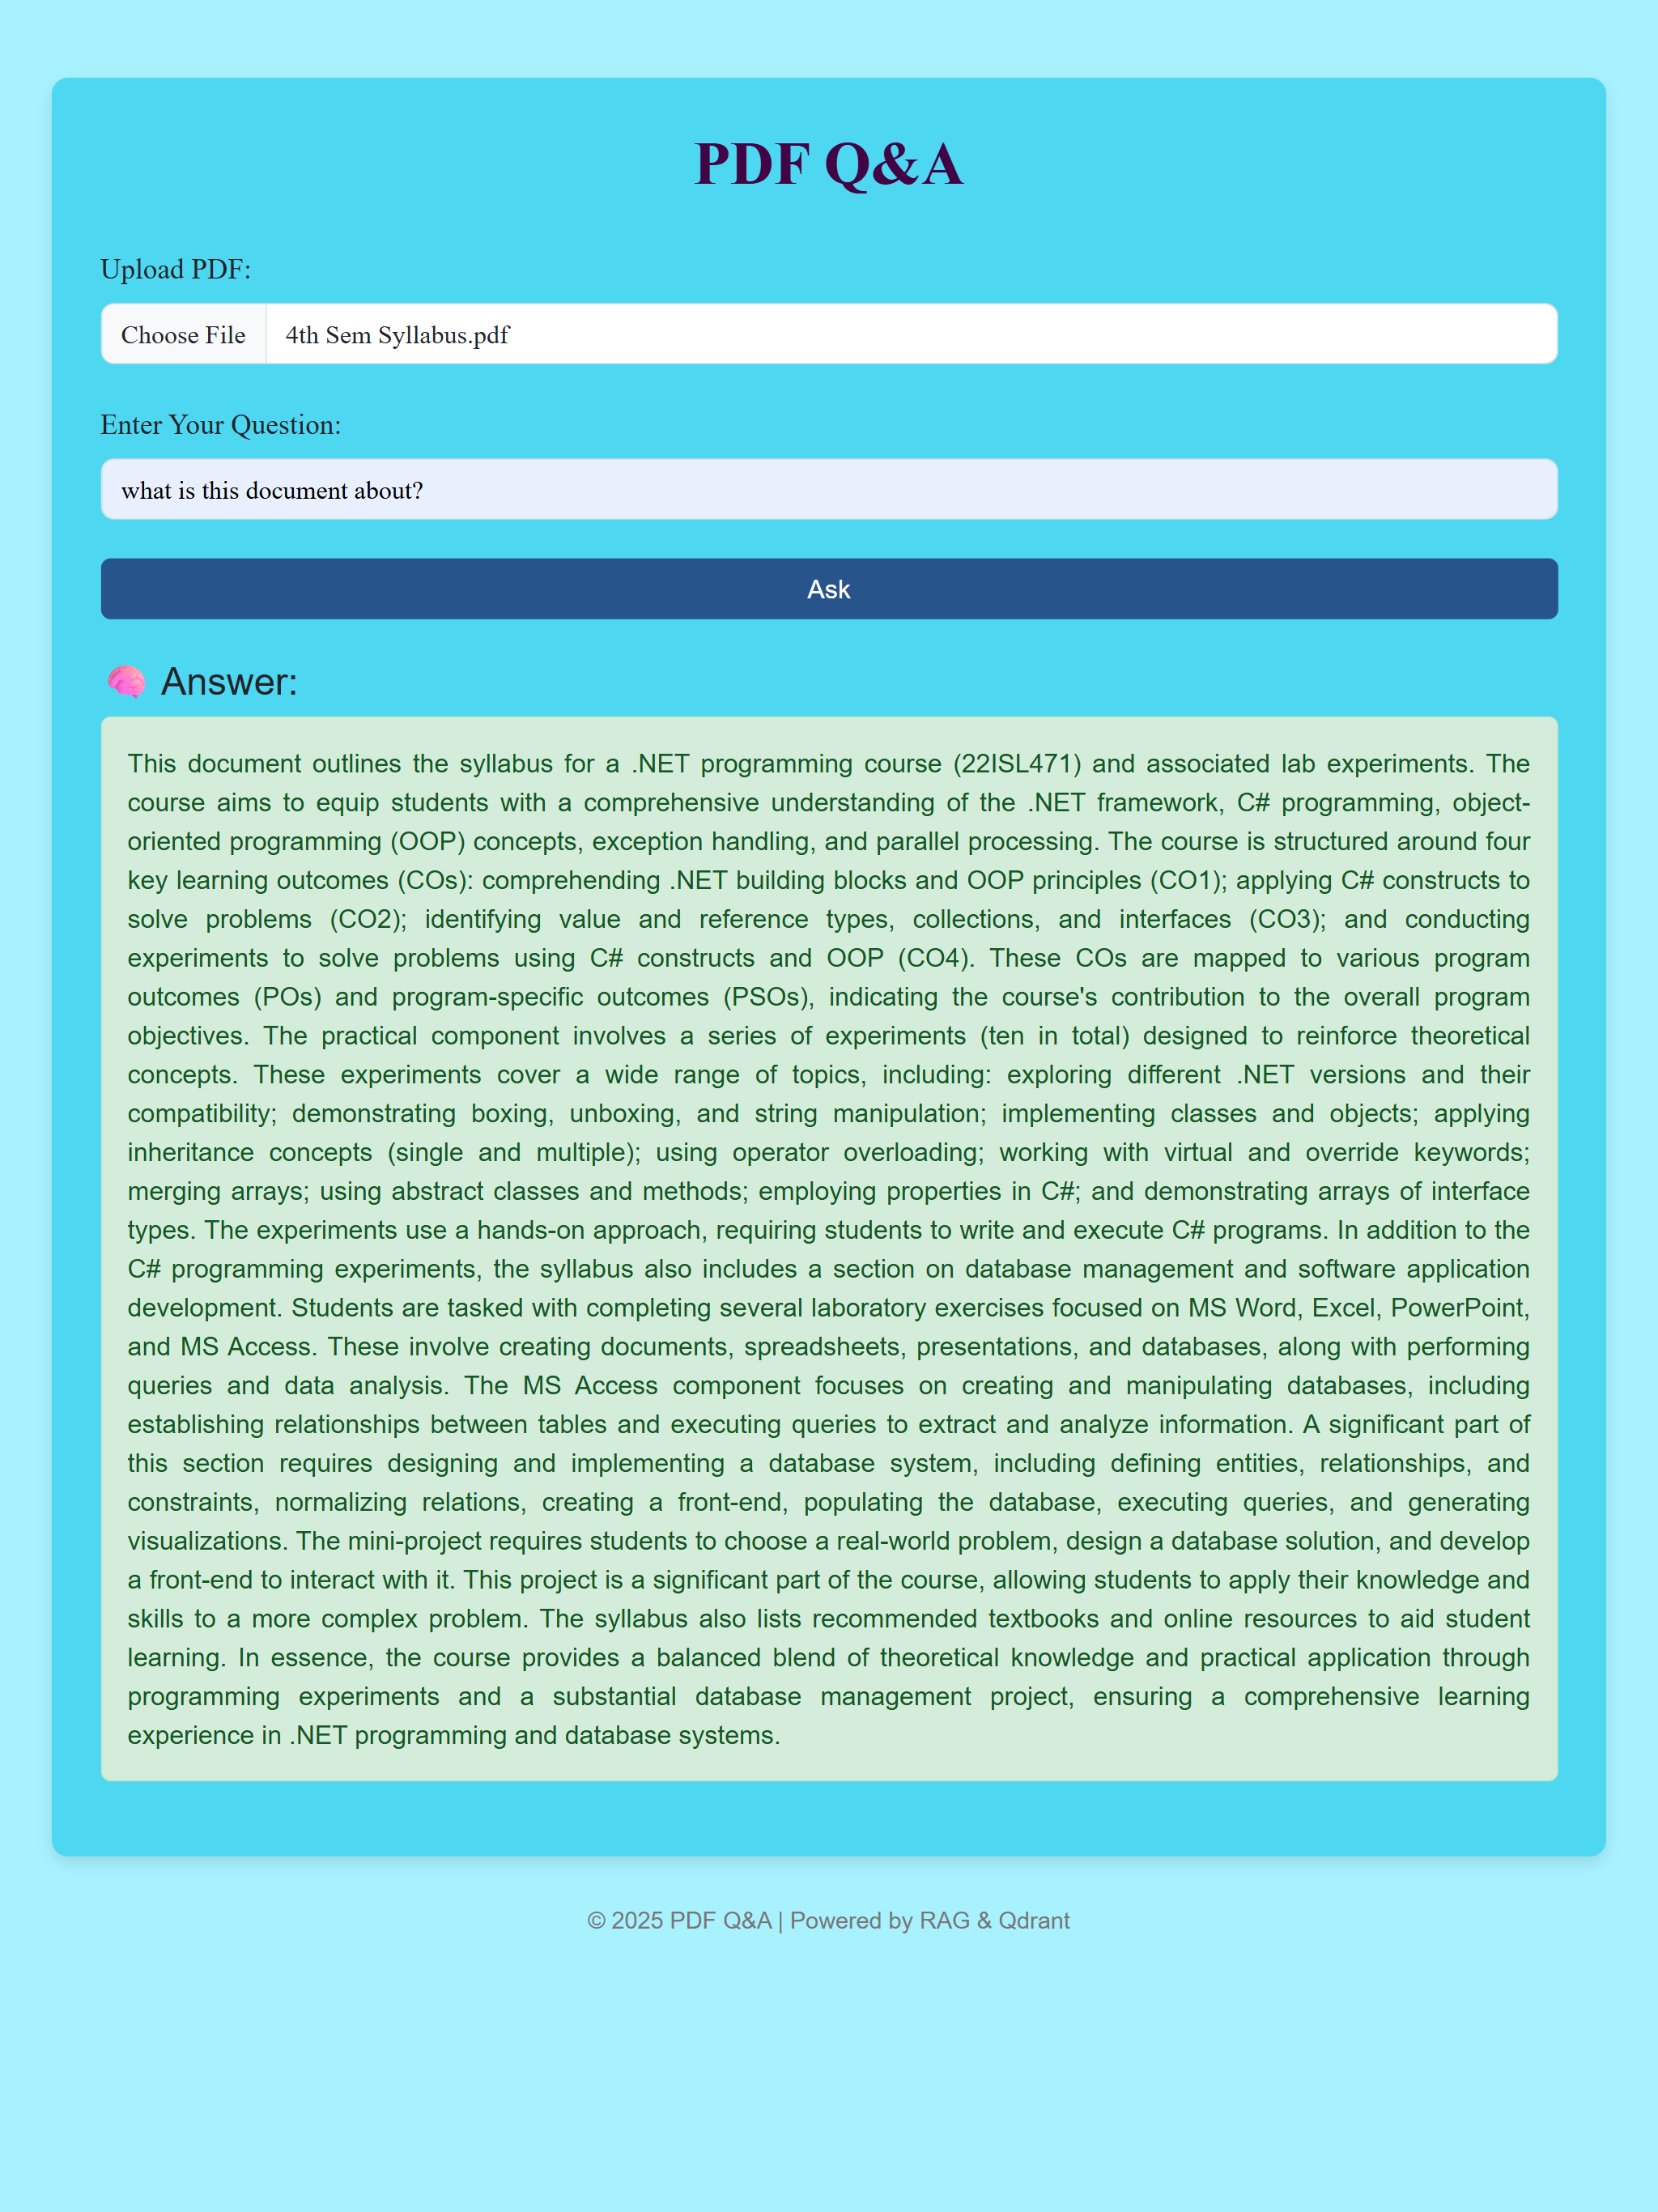 PDF Q&A
Upload PDF:
Choose File 4th Sem Syllabus.pdf
Enter Your Question:
what is this document about?
Ask
Answer:
This document outlines the syllabus for a .NET programming course (22ISL471) and associated lab experiments. The
course aims to equip students with a comprehensive understanding of the .NET framework, C# programming, object-
oriented programming (OOP) concepts, exception handling, and parallel processing. The course is structured around four
key learning outcomes (COs): comprehending .NET building blocks and OOP principles (CO1); applying C# constructs to
solve problems (CO2); identifying value and reference types, collections, and interfaces (CO3); and conducting
experiments to solve problems using C# constructs and OOP (CO4). These COs are mapped to various program
outcomes (POs) and program-specific outcomes (PSOs), indicating the course's contribution to the overall program
objectives. The practical component involves a series of experiments (ten in total) designed to reinforce theoretical
concepts. These experiments cover a wide range of topics, including: exploring different .NET versions and their
compatibility; demonstrating boxing, unboxing, and string manipulation; implementing classes and objects; applying
inheritance concepts (single and multiple); using operator overloading; working with virtual and override keywords;
merging arrays; using abstract classes and methods; employing properties in C#; and demonstrating arrays of interface
types. The experiments use a hands-on approach, requiring students to write and execute C# programs. In addition to the
C# programming experiments, the syllabus also includes a section on database management and software application
development. Students are tasked with completing several laboratory exercises focused on MS Word, Excel, PowerPoint,
and MS Access. These involve creating documents, spreadsheets, presentations, and databases, along with performing
queries and data analysis. The MS Access component focuses on creating and manipulating databases, including
establishing relationships between tables and executing queries to extract and analyze information. A significant part of
this section requires designing and implementing a database system, including defining entities, relationships, and
constraints, normalizing relations, creating a front-end, populating the database, executing queries, and generating
visualizations. The mini-project requires students to choose a real-world problem, design a database solution, and develop
a front-end to interact with it. This project is a significant part of the course, allowing students to apply their knowledge and
skills to a more complex problem. The syllabus also lists recommended textbooks and online resources to aid student
learning. In essence, the course provides a balanced blend of theoretical knowledge and practical application through
programming experiments and a substantial database management project, ensuring a comprehensive learning
experience in .NET programming and database systems.
© 2025 PDF Q&A | Powered by RAG & Qdrant